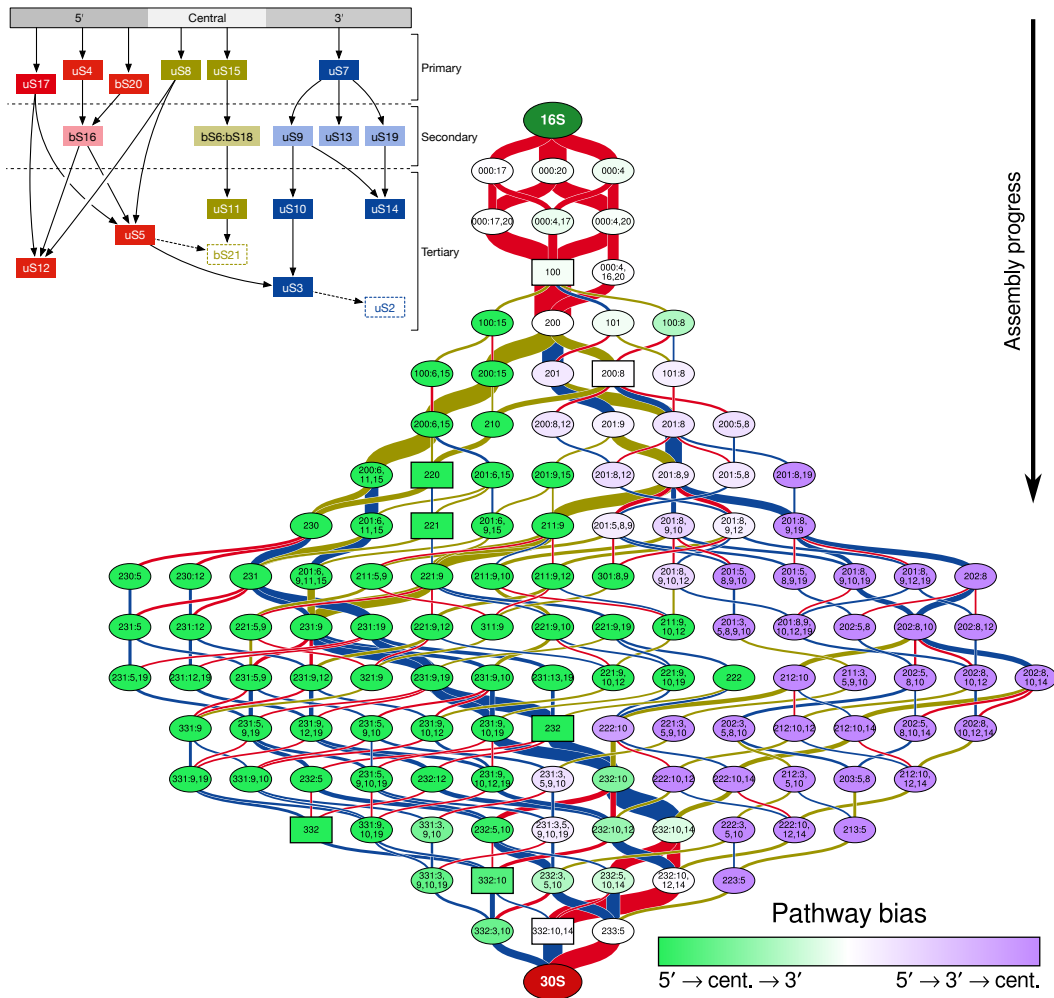 5′ Central 3′
uS17 uS4 bS20 uS8 uS15 uS7 Primary
bS16 bS6:bS18 uS9 uS13 uS19 Secondary
uS11 uS10 uS14
uS12 uS5 bS21 Tertiary
uS3
uS2
Assembly progress
16S
000:17 000:20 000:4
000:17,20 000:4,17 000:4,20
100 000:4,
16,20
100:15 200 101 100:8
100:6,15 200:15 201 200:8 101:8
200:6,15 210 200:8,12 201:9 201:8 200:5,8
200:6, 220 201:6,15 201:9,15 201:8,12 201:8,9 201:5,8 201:8,19
11,15
230 201:6, 221 201:6, 211:9 201:5,8,9 201:8, 201:8, 201:8,
11,15 9,15 9,10 9,12 9,19
230:5 230:12 231 201:6, 211:5,9 221:9 211:9,10 211:9,12 301:8,9 201:8, 201:5, 201:5, 201:8, 201:8, 202:8
9,11,15 9,10,12 8,9,10 8,9,19 9,10,19 9,12,19
231:5 231:12 221:5,9 231:9 231:19 221:9,12 311:9 221:9,10 221:9,19 211:9, 201:3, 201:8,9, 202:5,8 202:8,10 202:8,12
10,12 5,8,9,10 10,12,19
231:5,19 231:12,19 231:5,9 231:9,12 321:9 231:9,19 231:9,10 231:13,19 221:9, 221:9, 222 212:10 211:3, 202:5, 202:8, 202:8,
10,12 10,19 5,9,10 8,10 10,12 10,14
331:9 231:5, 231:9, 231:5, 231:9, 231:9, 232 222:10 221:3, 202:3, 212:10,12 212:10,14 202:5, 202:8,
9,19 12,19 9,10 10,12 10,19 5,9,10 5,8,10 8,10,14 10,12,14
331:9,19 331:9,10 232:5 231:5, 232:12 231:9, 231:3, 232:10 222:10,12 222:10,14 212:3, 203:5,8 212:10,
9,10,19 10,12,19 5,9,10 5,10 12,14
332 331:9, 331:3, 232:5,10 231:3,5, 232:10,12 232:10,14 222:3, 222:10, 213:5
10,19 9,10 9,10,19 5,10 12,14
331:3, 332:10 232:3, 232:5, 232:10, 223:5
9,10,19 5,10 10,14 12,14
332:3,10 332:10,14 233:5
30S
Pathway bias
5′ → cent. → 3′ 5′ → 3′ → cent.